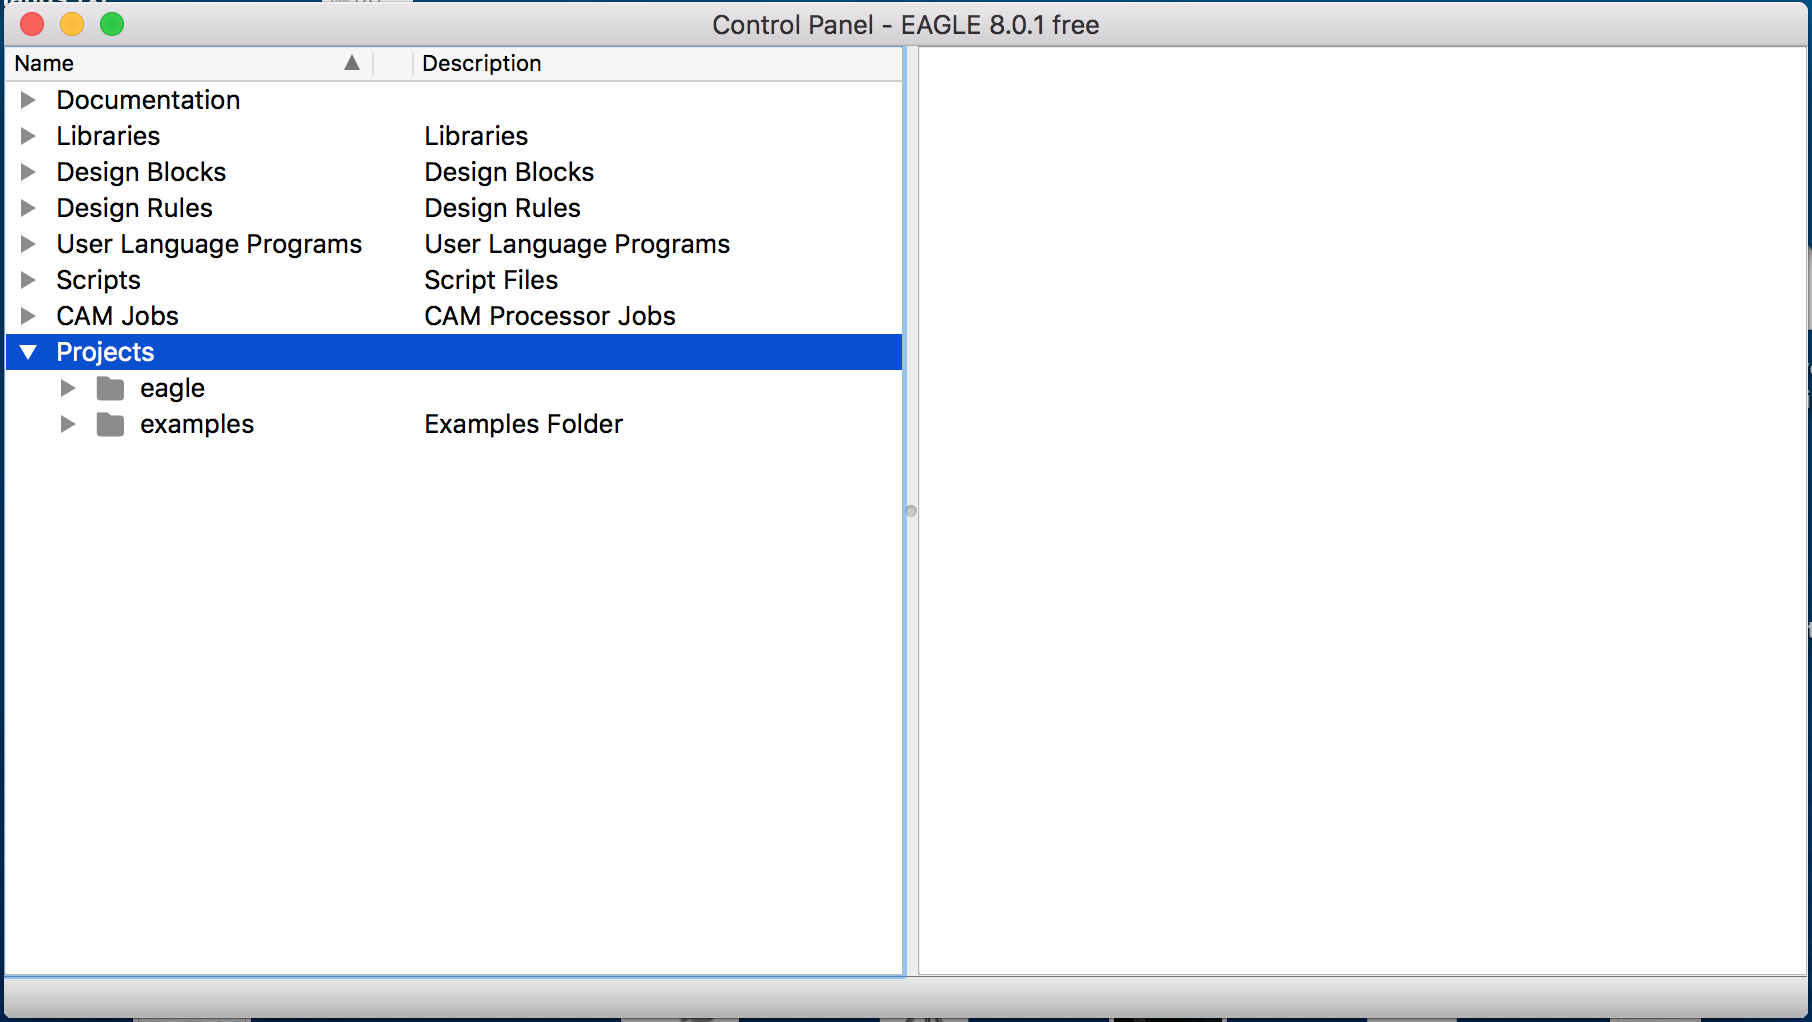 Control Panel - EAGLE 8.0.1 free
Name Description
Documentation
Libraries Libraries
Design Blocks Design Blocks
Design Rules Design Rules
User Language Programs User Language Programs
Scripts Script Files
CAM Jobs CAM Processor Jobs
Projects
eagle
examples Examples Folder